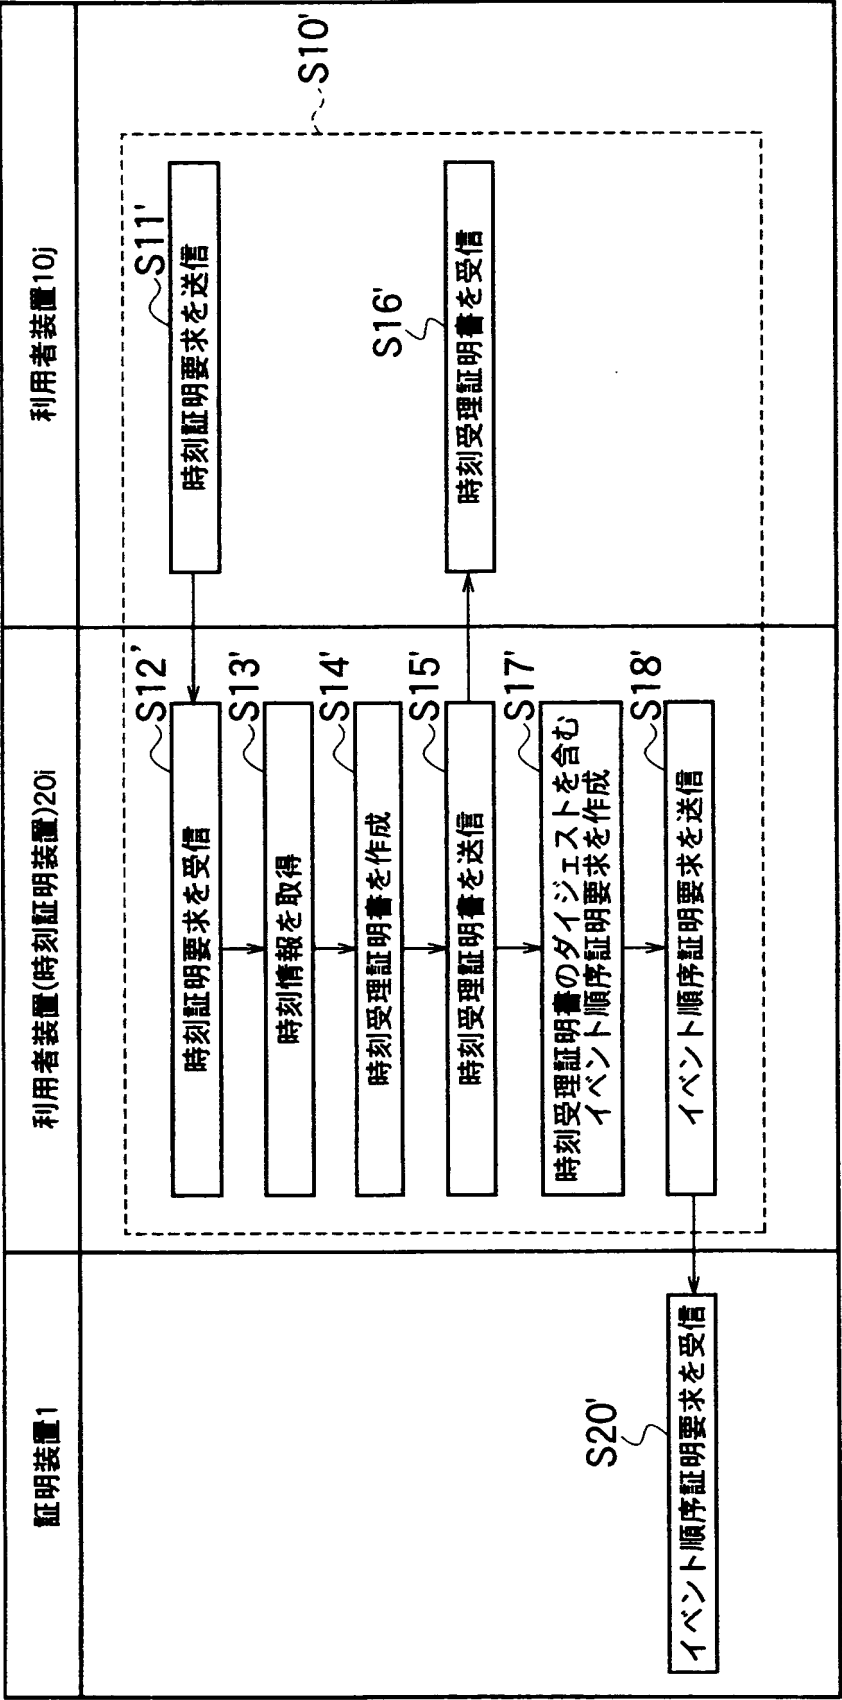 証明装置1
利用者装置(時刻証明装置)20i
利用者装置10j
S10'
S11'
時刻証明要求を送信
S12'
時刻証明要求を受信
S13'
時刻情報を取得
S14'
時刻受理証明書を作成
S15'
時刻受理証明書を送信
S16'
時刻受理証明書を受信
S17'
時刻受理証明書のダイジェストを含む
イベント順序証明要求を作成
S18'
イベント順序証明要求を送信
S20'
イベント順序証明要求を受信